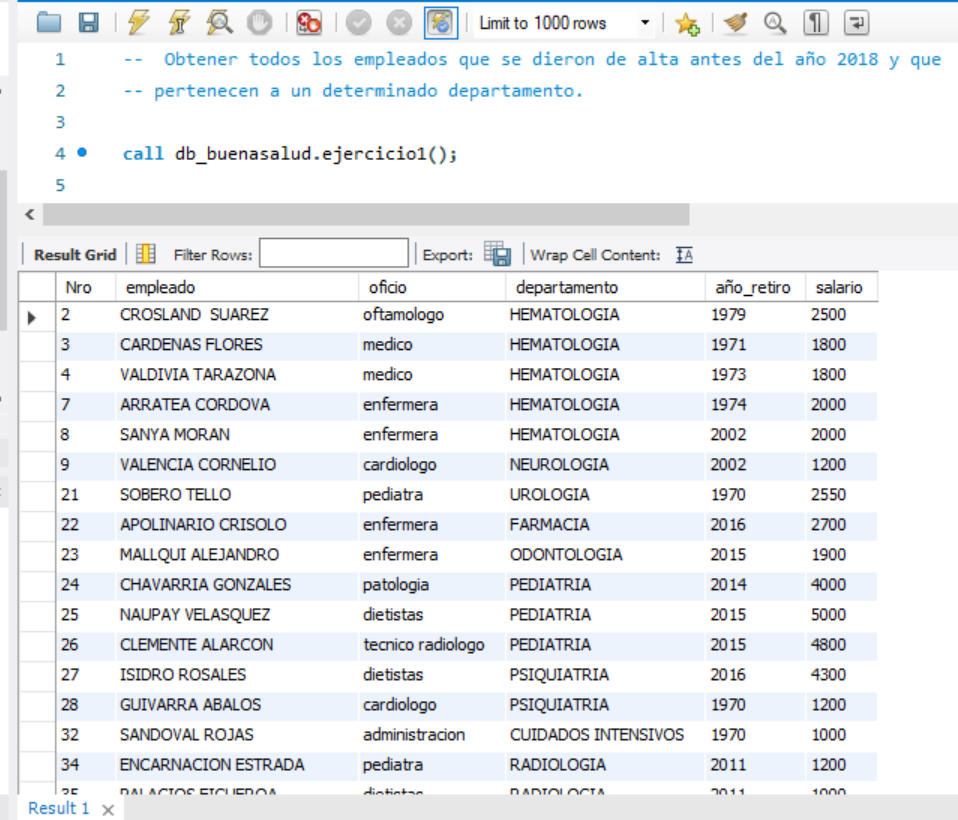 Limit to 1000 rows
1 -- Obtener todos los empleados que se dieron de alta antes del año 2018 y que
2 -- pertenecen a un determinado departamento.
3
4 call db_buenasalud.ejercicio1();
5
Result Grid Filter Rows: Export: Wrap Cell Content: IA
Nro empleado oficio departamento año_retiro salario
2 CROSLAND SUAREZ oftamologo HEMATOLOGIA 1979 2500
3 CARDENAS FLORES medico HEMATOLOGIA 1971 1800
4 VALDIVIA TARAZONA medico HEMATOLOGIA 1973 1800
7 ARRATEA CORDOVA enfermera HEMATOLOGIA 1974 2000
8 SANYA MORAN enfermera HEMATOLOGIA 2002 2000
9 VALENCIA CORNELIO cardiologo NEUROLOGIA 2002 1200
21 SOBERO TELLO pediatra UROLOGIA 1970 2550
22 APOLINARIO CRISOLO enfermera FARMACIA 2016 2700
23 MALLQUI ALEJANDRO enfermera ODONTOLOGIA 2015 1900
24 CHAVARRIA GONZALES patologia PEDIATRIA 2014 4000
25 NAUPAY VELASQUEZ dietistas PEDIATRIA 2015 5000
26 CLEMENTE ALARCON tecnico radiologo PEDIATRIA 2015 4800
27 ISIDRO ROSALES dietistas PSIQUIATRIA 2016 4300
28 GUIVARRA ABALOS cardiologo PSIQUIATRIA 1970 1200
32 SANDOVAL ROJAS administracion CUIDADOS INTENSIVOS 1970 1000
34 ENCARNACION ESTRADA pediatra RADIOLOGIA 2011 1200
35 PALACIOS FIGUEROA dietistas RADIOLOGIA 2011
Result 1